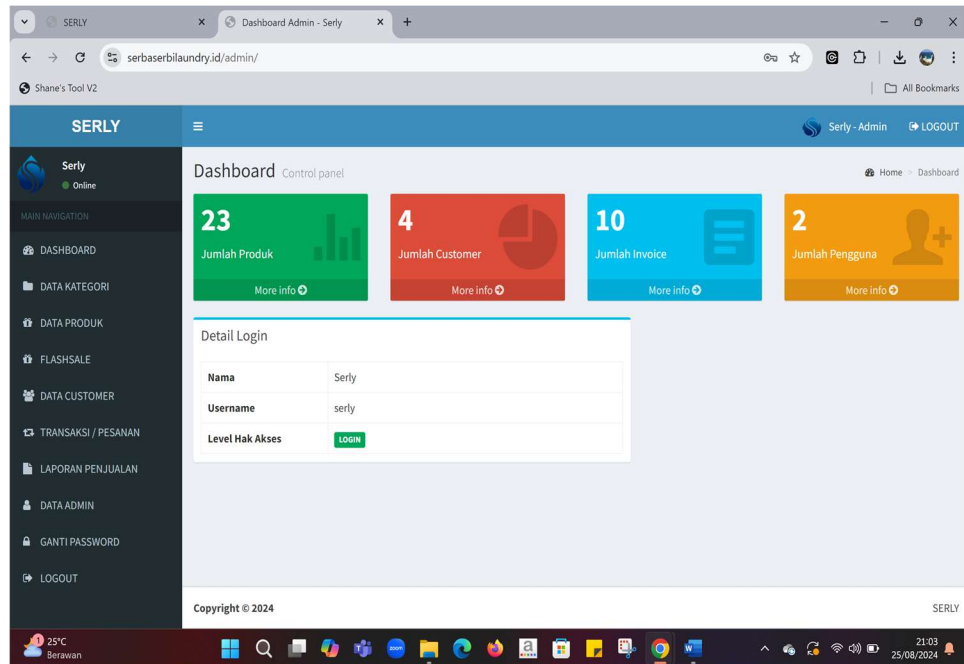 SERLY
Dashboard Admin - Serly
serbaserbilaundry.id/admin/
Shane's Tool V2
All Bookmarks
SERLY
Serly - Admin
LOGOUT
Serly
Online
MAIN NAVIGATION
DASHBOARD
DATA KATEGORI
DATA PRODUK
FLASHSALE
DATA CUSTOMER
TRANSAKSI / PESANAN
LAPORAN PENJUALAN
DATA ADMIN
GANTI PASSWORD
LOGOUT
Dashboard Control panel
Home > Dashboard
23
Jumlah Produk
More info
4
Jumlah Customer
More info
10
Jumlah Invoice
More info
2
Jumlah Pengguna
More info
Detail Login
Nama Serly
Username serly
Level Hak Akses LOGIN
Copyright © 2024
SERLY
1
25°C
Berawan
zoom
21:03
25/08/2024